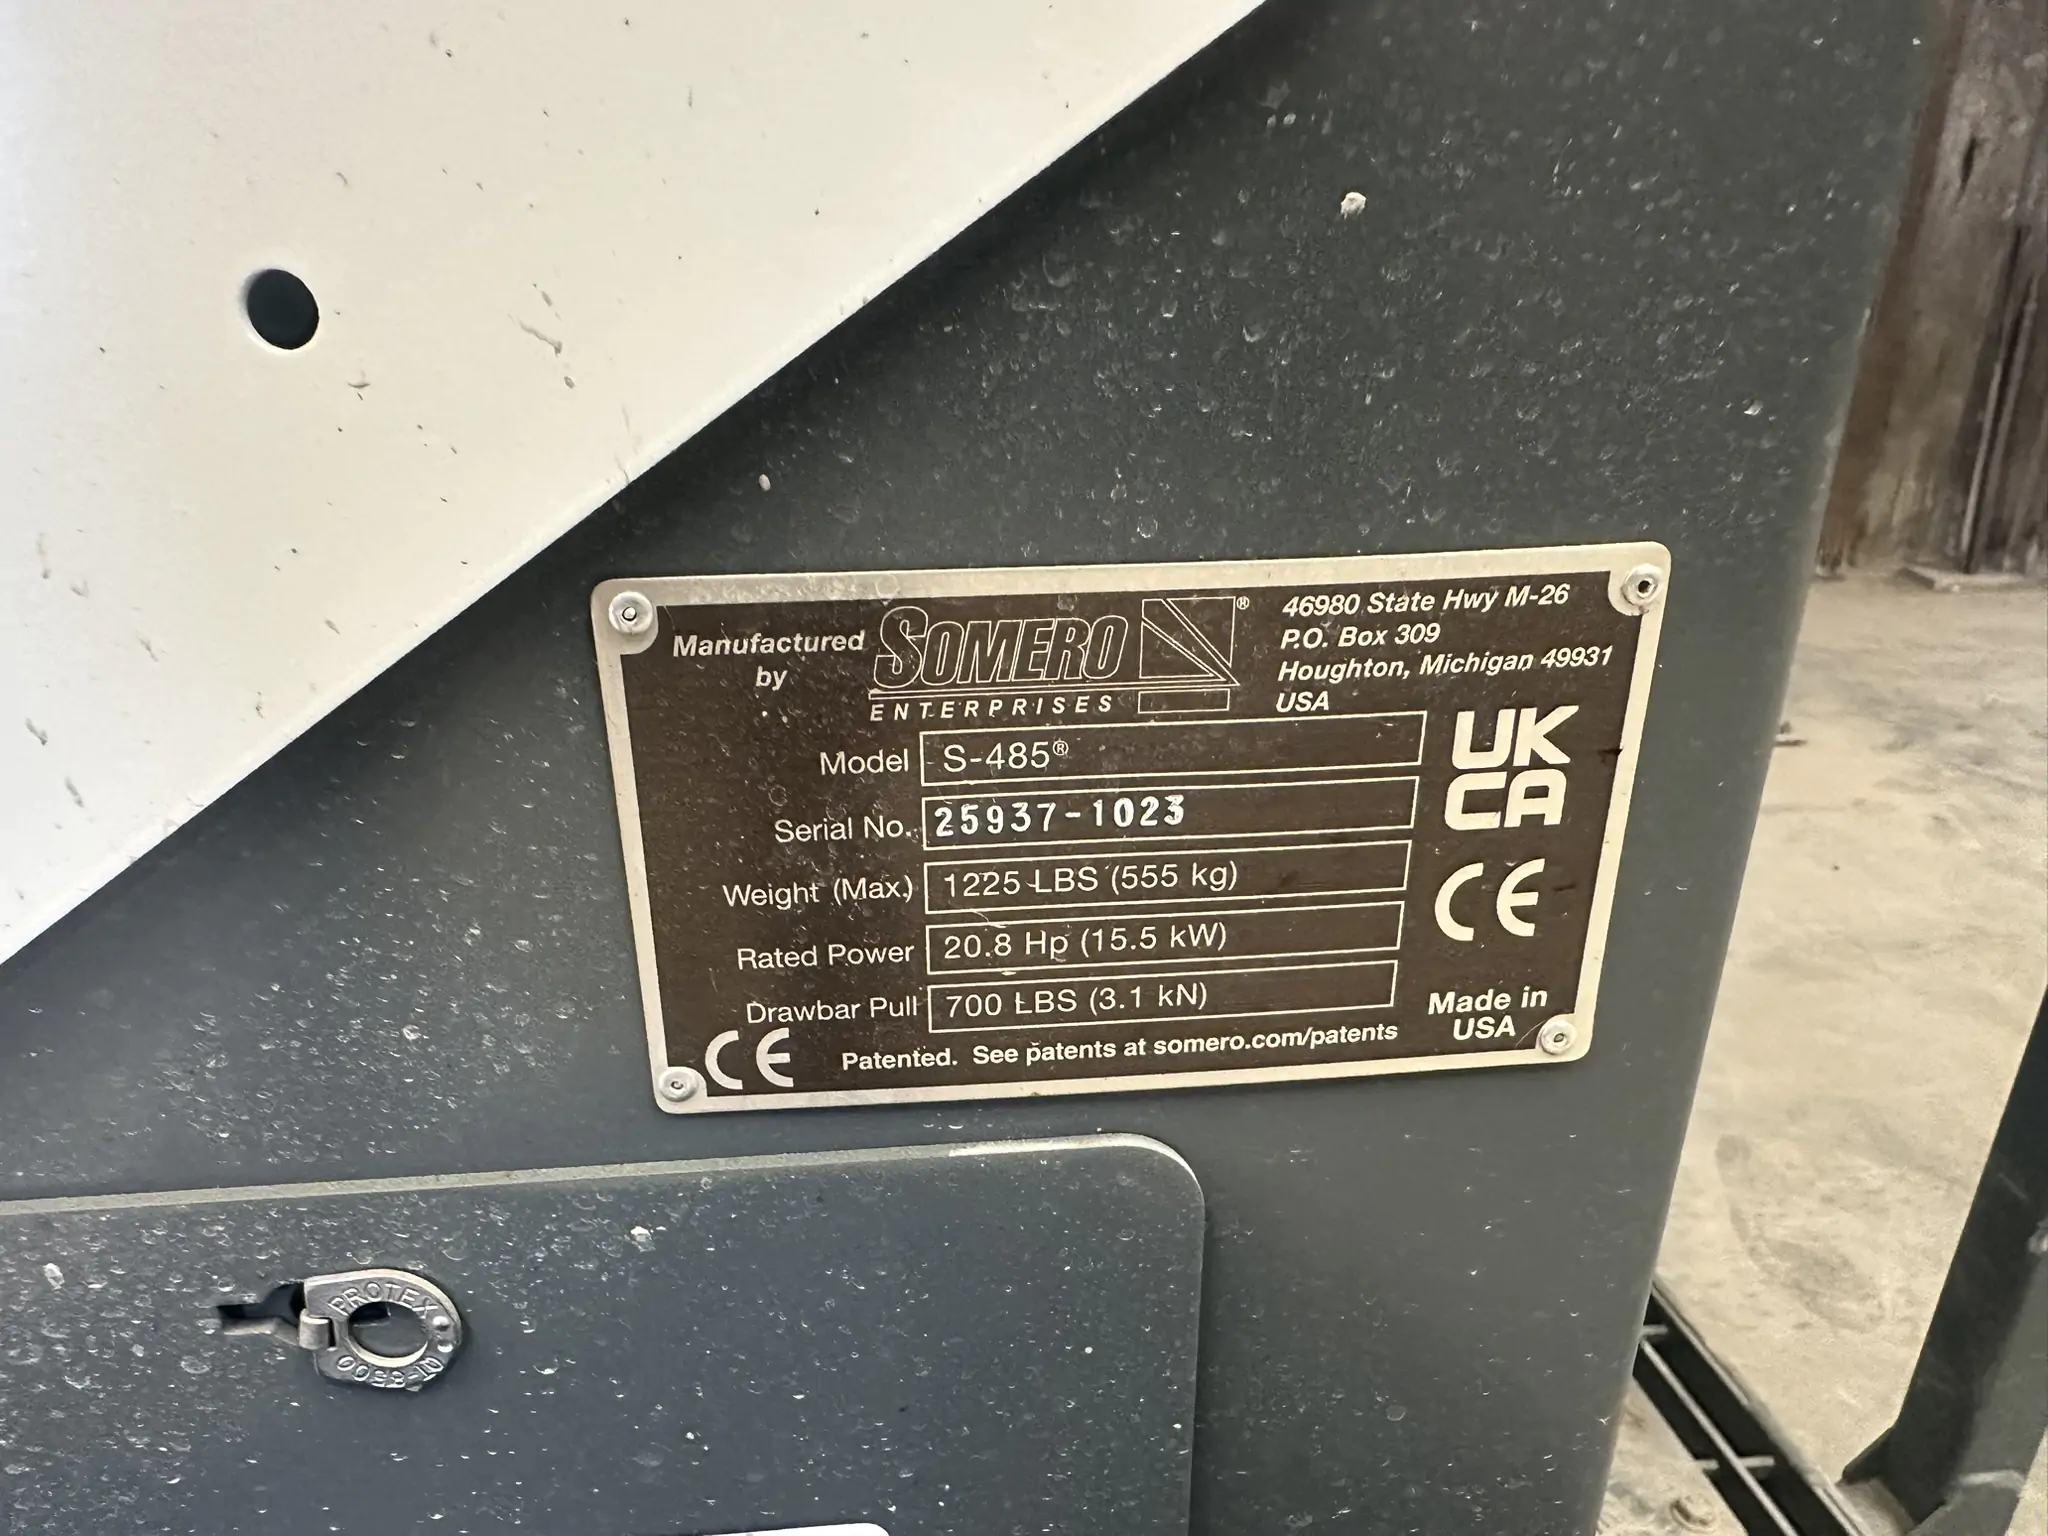 Manufactured by
SOMERO®
ENTERPRISES
46980 State Hwy M-26
P.O. Box 309
Houghton, Michigan 49931
USA
Model S-485®
Serial No. 25937-1023
Weight (Max.) 1225 LBS (555 kg)
Rated Power 20.8 Hp (15.5 kW)
Drawbar Pull 700 LBS (3.1 kN)
UK
CA
CE
Made in
USA
CE
Patented. See patents at somero.com/patents
PROTEX
01-8500